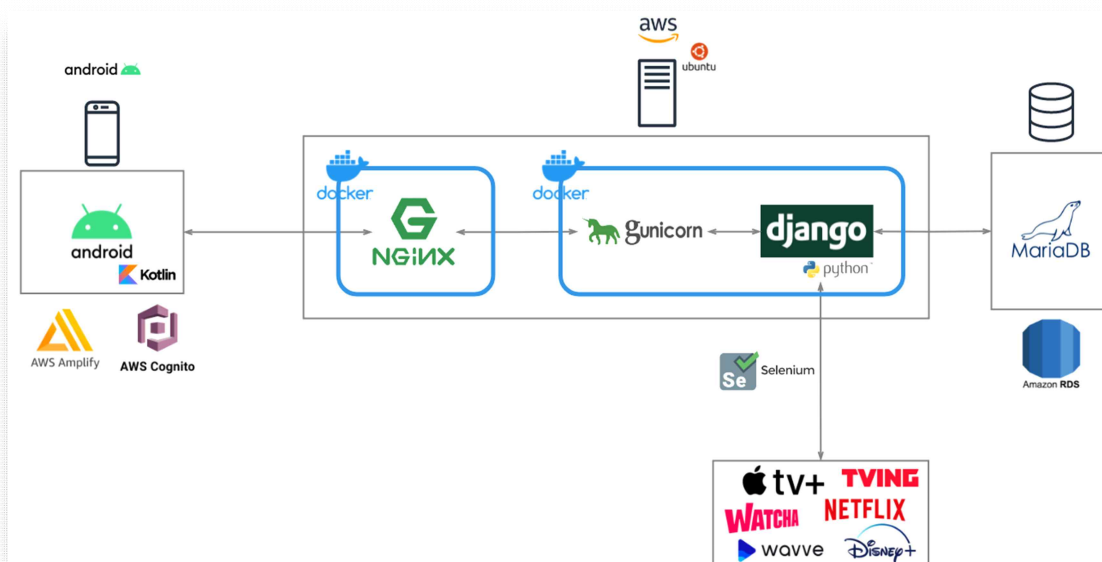 aws
ubuntu
android
docker
docker
NGiNX
gunicorn
django
python
android
Kotlin
MariaDB
AWS Amplify
AWS Cognito
Se
Selenium
Amazon RDS
tv+
TVING
WATCHA
NETFLIX
wavve
Disney+